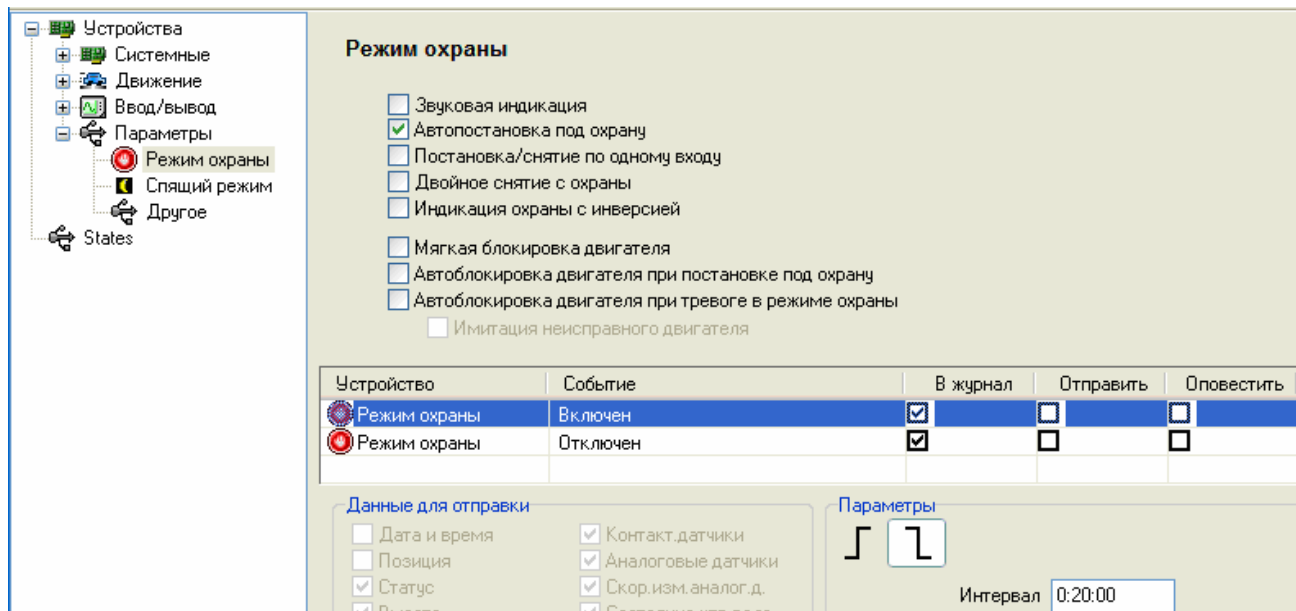 Устройства
Системные
Движение
Ввод/вывод
Параметры
Режим охраны
Спящий режим
Другое
States
Режим охраны
Звуковая индикация
Автопостановка под охрану
Постановка/снятие по одному входу
Двойное снятие с охраны
Индикация охраны с инверсией
Мягкая блокировка двигателя
Автоблокировка двигателя при постановке под охрану
Автоблокировка двигателя при тревоге в режиме охраны
Имитация неисправного двигателя
Устройство Событие В журнал Отправить Оповестить
Режим охраны Включен
Режим охраны Отключен
Данные для отправки
Дата и время Контакт.датчики
Позиция Аналоговые датчики
Статус Скор.изм.аналог.д.
Параметры
Интервал 0:20:00